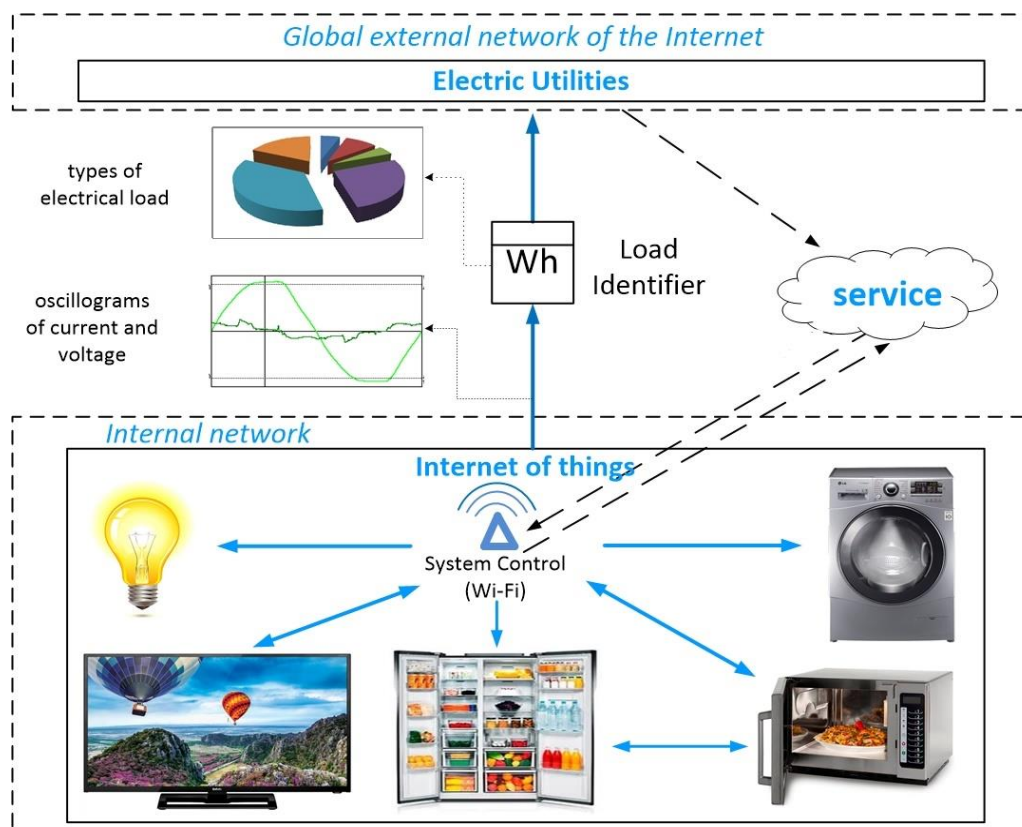 Global external network of the Internet
Electric Utilities
types of
electrical load
Wh
Load
Identifier
service
oscillograms
of current and
voltage
Internal network
Internet of things
System Control
(Wi-Fi)
LG